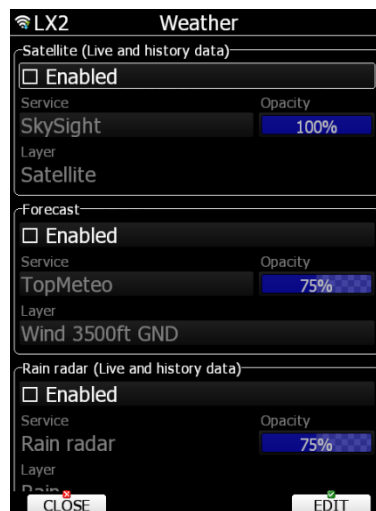 LX2 Weather
Satellite (Live and history data)
Enabled
Service Opacity
SkySight 100%
Layer
Satellite
Forecast
Enabled
Service Opacity
TopMeteo 75%
Layer
Wind 3500ft GND
Rain radar (Live and history data)
Enabled
Service Opacity
Rain radar 75%
Layer
Rain
CLOSE EDIT